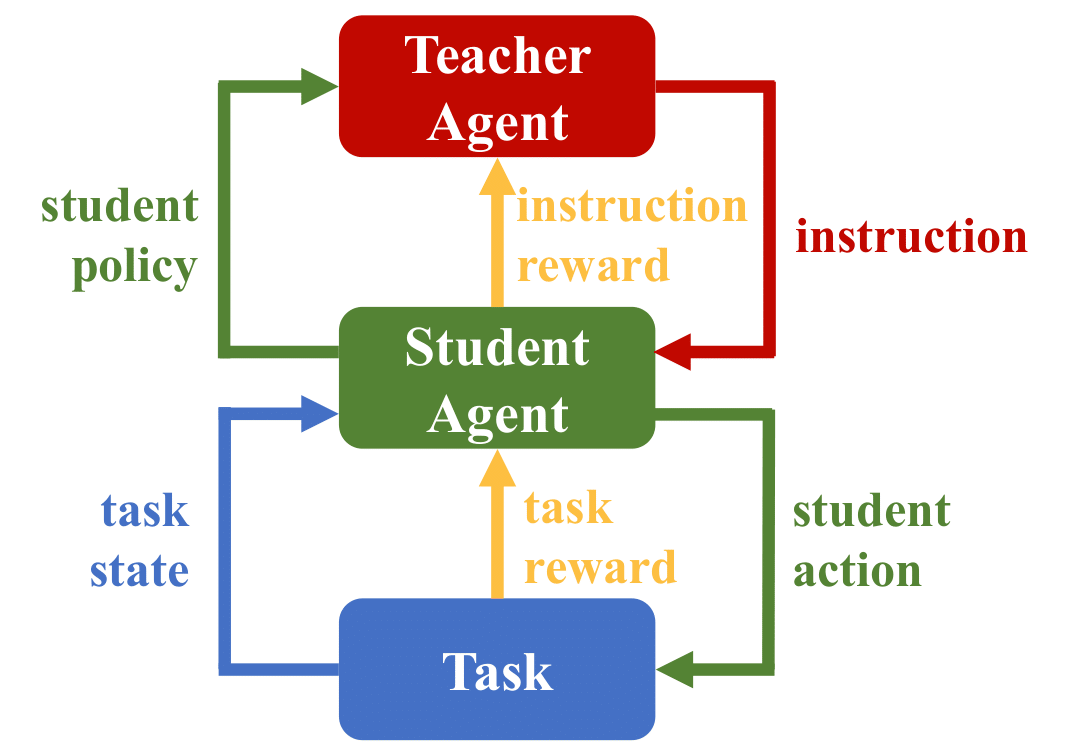 Teacher
Agent
student
policy
instruction
reward
instruction
Student
Agent
task
state
task
reward
student
action
Task